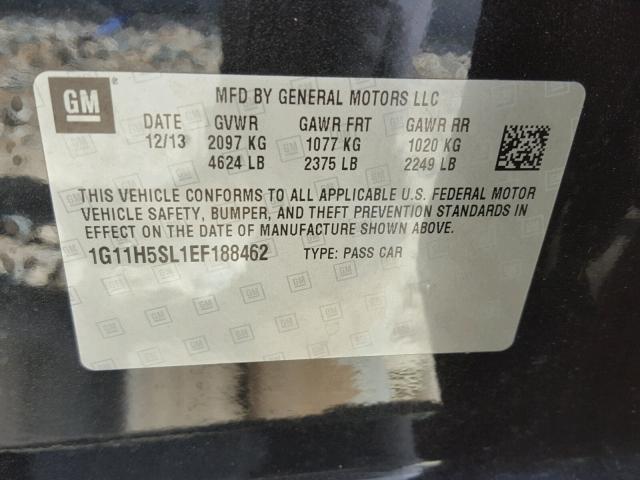 GM ®
MFD BY GENERAL MOTORS LLC
DATE GVWR GAWR FRT GAWR RR
12/13 2097 KG 1077 KG 1020 KG
4624 LB 2375 LB 2249 LB
THIS VEHICLE CONFORMS TO ALL APPLICABLE U.S. FEDERAL MOTOR
VEHICLE SAFETY, BUMPER, AND THEFT PREVENTION STANDARDS IN
EFFECT ON THE DATE OF MANUFACTURE SHOWN ABOVE.
1G11H5SL1EF188462 TYPE: PASS CAR